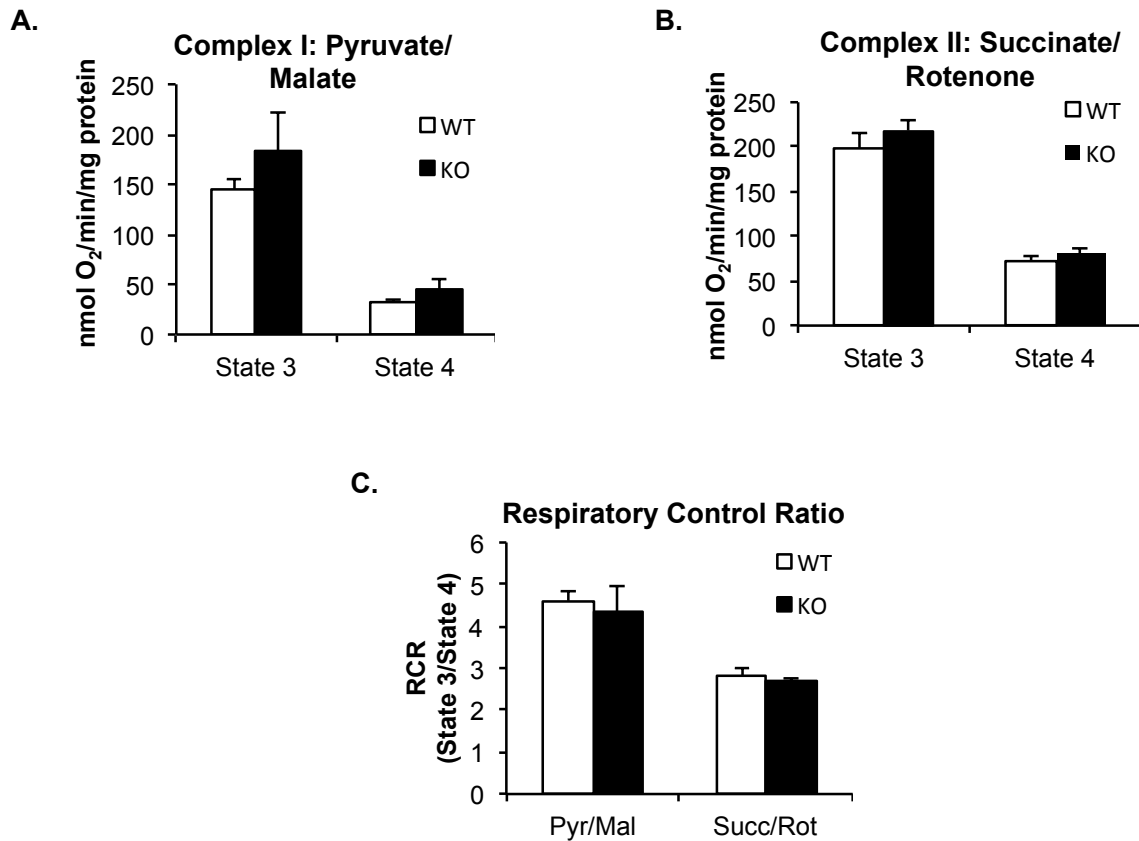 A.
Complex I: Pyruvate/
Malate
nmol O₂/min/mg protein
250
200
150
100
50
0
WT
KO
State 3
State 4
B.
Complex II: Succinate/
Rotenone
nmol O₂/min/mg protein
250
200
150
100
50
0
WT
KO
State 3
State 4
C.
Respiratory Control Ratio
RCR
(State 3/State 4)
6
5
4
3
2
1
0
WT
KO
Pyr/Mal
Succ/Rot